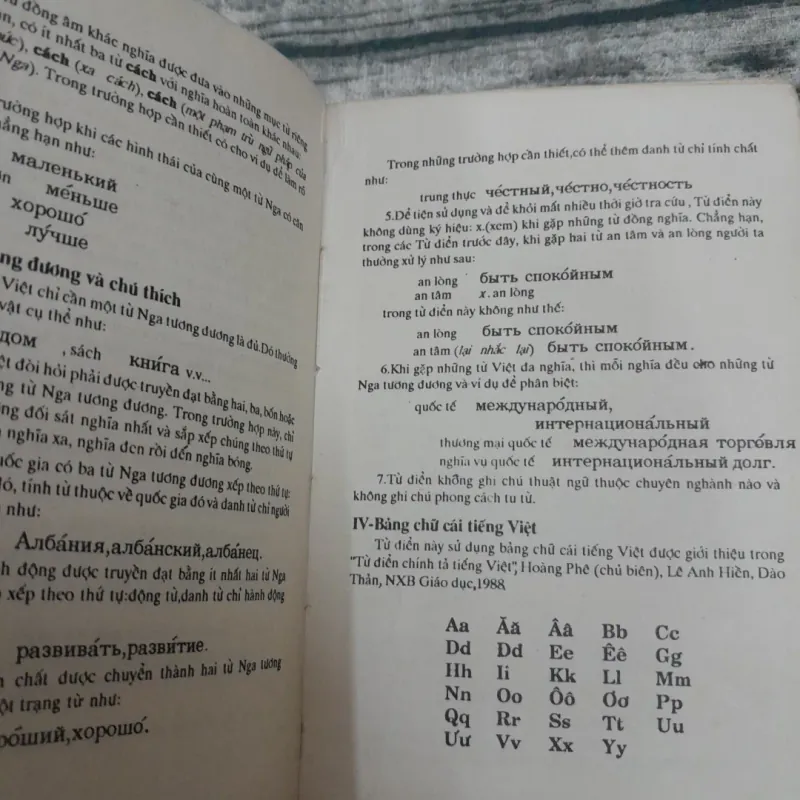 đồng âm khác nghĩa được đưa vào những mục từ riêng
có ít nhất ba từ cách với nghĩa hoàn toàn khác nhau:
cách (xa cách), cách (một phạm trù ngữ pháp của
Nga). Trong trường hợp cần thiết có cho ví dụ để làm rõ
trường hợp khi các hình thái của cùng một từ Nga có căn
chẳng hạn như:
маленький
ме́ньше
хорошо́
лу́чше
đương và chú thích
Việt chỉ cần một từ Nga tương đương là đủ.Đó thường
vật cụ thể như:
дом , sách кни́га v.v...
đòi hỏi phải được truyền đạt bằng hai, ba, bốn hoặc
từ Nga tương đương. Trong trường hợp này, chỉ
đối sát nghĩa nhất và sắp xếp chúng theo thứ tự
nghĩa xa, nghĩa đen rồi đến nghĩa bóng.
quốc gia có ba từ Nga tương đương xếp theo thứ tự:
đó, tính từ thuộc về quốc gia đó và danh từ chỉ người
như:
Алба́ния,алба́нский,алба́нец.
động được truyền đạt bằng ít nhất hai từ Nga
xếp theo thứ tự:động từ,danh từ chỉ hành động
развива́ть,разви́тие.
chất được chuyển thành hai từ Nga tương
một trạng từ như:
хоро́ший,хорошо́.
Trong những trường hợp cần thiết,có thể thêm danh từ chỉ tính chất
như:
trung thực че́стный,че́стно,че́стность
5.Để tiện sử dụng và để khỏi mất nhiều thời giờ tra cứu , Từ điển này
không dùng ký hiệu: x.(xem) khi gặp những từ đồng nghĩa. Chẳng hạn,
trong các Từ điển trước đây, khi gặp hai từ an tâm và an lòng người ta
thường xử lý như sau:
an lòng быть споко́йным
an tâm x. an lòng
trong từ điển này không như thế:
an lòng быть споко́йным
an tâm (lại nhắc lại) быть споко́йным.
6.Khi gặp những từ Việt đa nghĩa, thì mỗi nghĩa đều cho những từ
Nga tương đương và ví dụ để phân biệt:
quốc tế междунаро́дный,
интернациона́льный
thương mại quốc tế междунаро́дная торго́вля
nghĩa vụ quốc tế интернациона́льный долг.
7.Từ điển không ghi chú thuật ngữ thuộc chuyên nghành nào và
không ghi chú phong cách tu từ.
IV-Bảng chữ cái tiếng Việt
Từ điển này sử dụng bảng chữ cái tiếng Việt được giới thiệu trong
"Từ điển chính tả tiếng Việt", Hoàng Phê (chủ biên), Lê Anh Hiền, Đào
Thản, NXB Giáo dục,1988.
Aa Ăă Ââ Bb Cc
Dd Đd Ee Êê Gg
Hh Ii Kk Ll Mm
Nn Oo Ôô Ơơ Pp
Qq Rr Ss Tt Uu
Ưư Vv Xx Yy